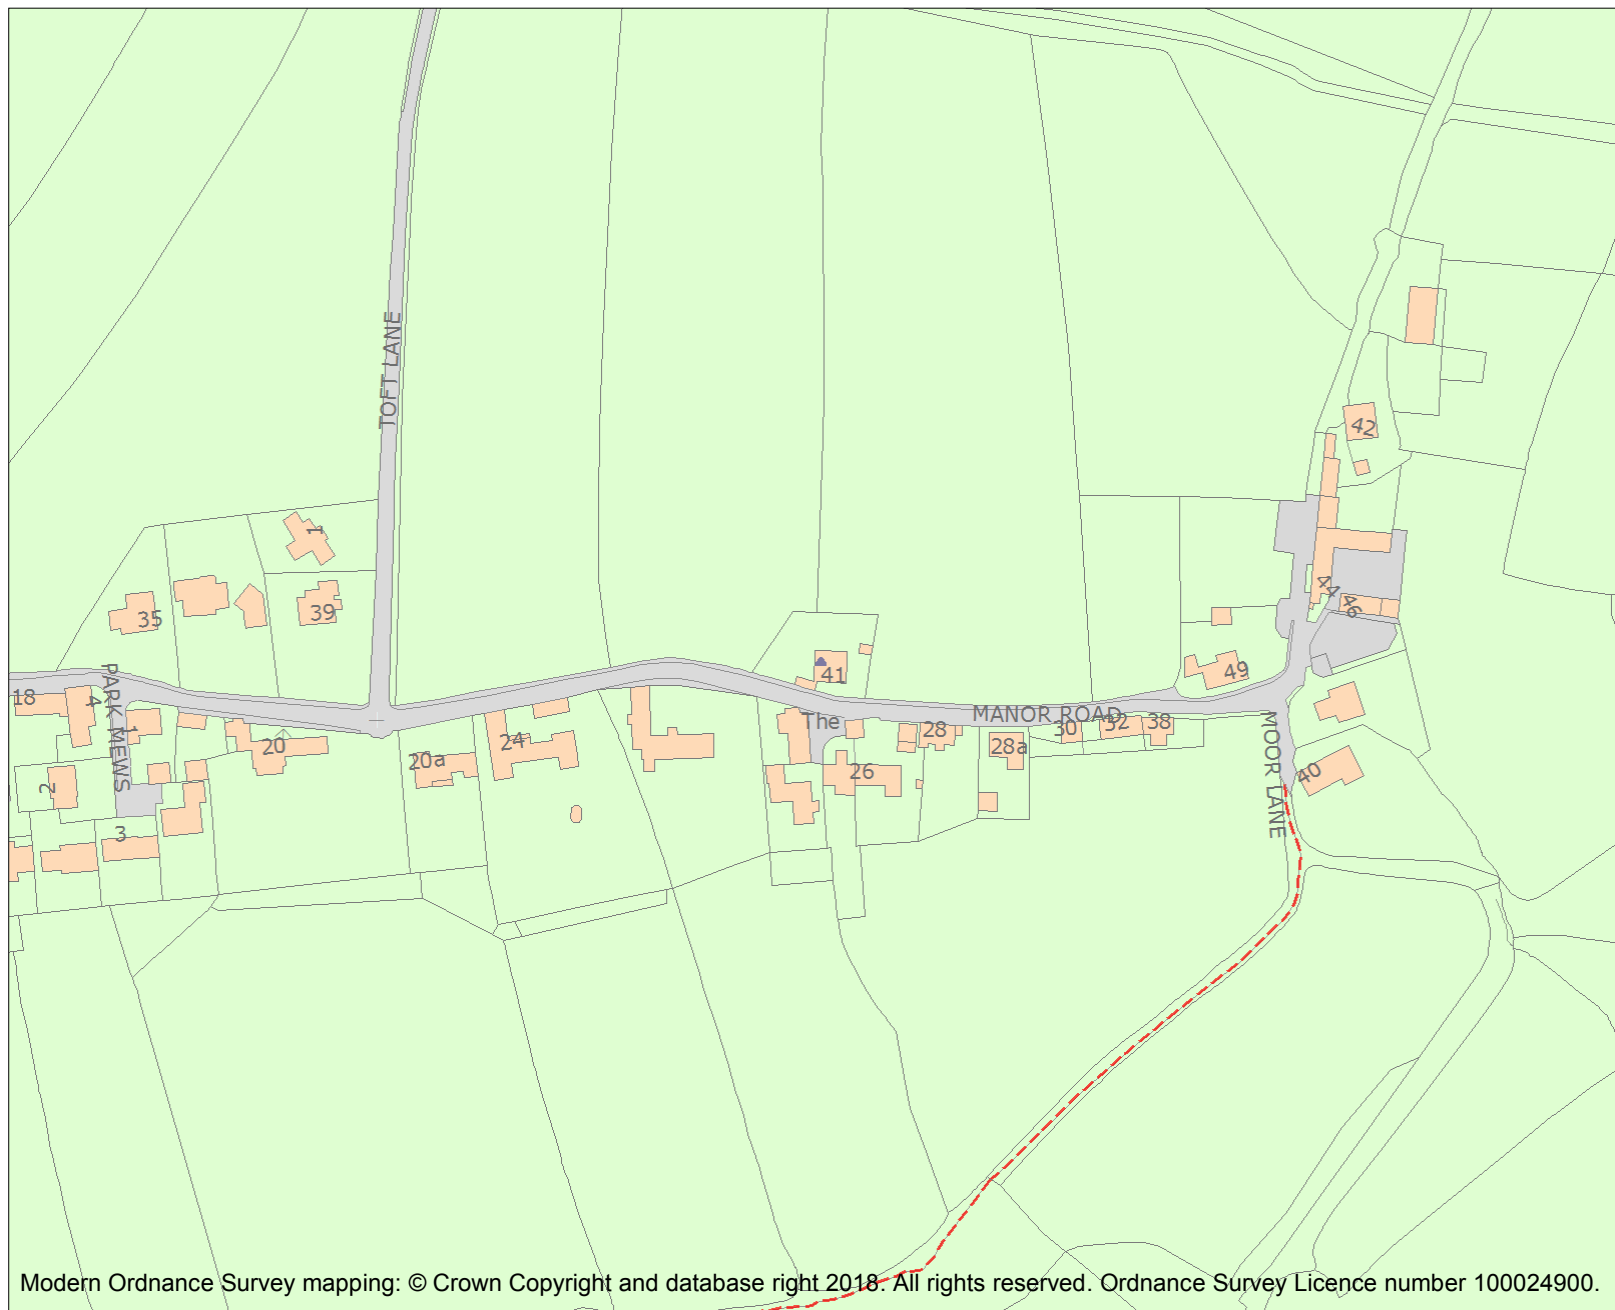 TOFT LANE
42
1
35
39
44
46
41
49
PARK MEWS
18
4
1
20
The
MANOR ROAD
28
30
32
38
20a
24
28a
26
MOOR LANE
40
2
3
Modern Ordnance Survey mapping: © Crown Copyright and database right 2018. All rights reserved. Ordnance Survey Licence number 100024900.